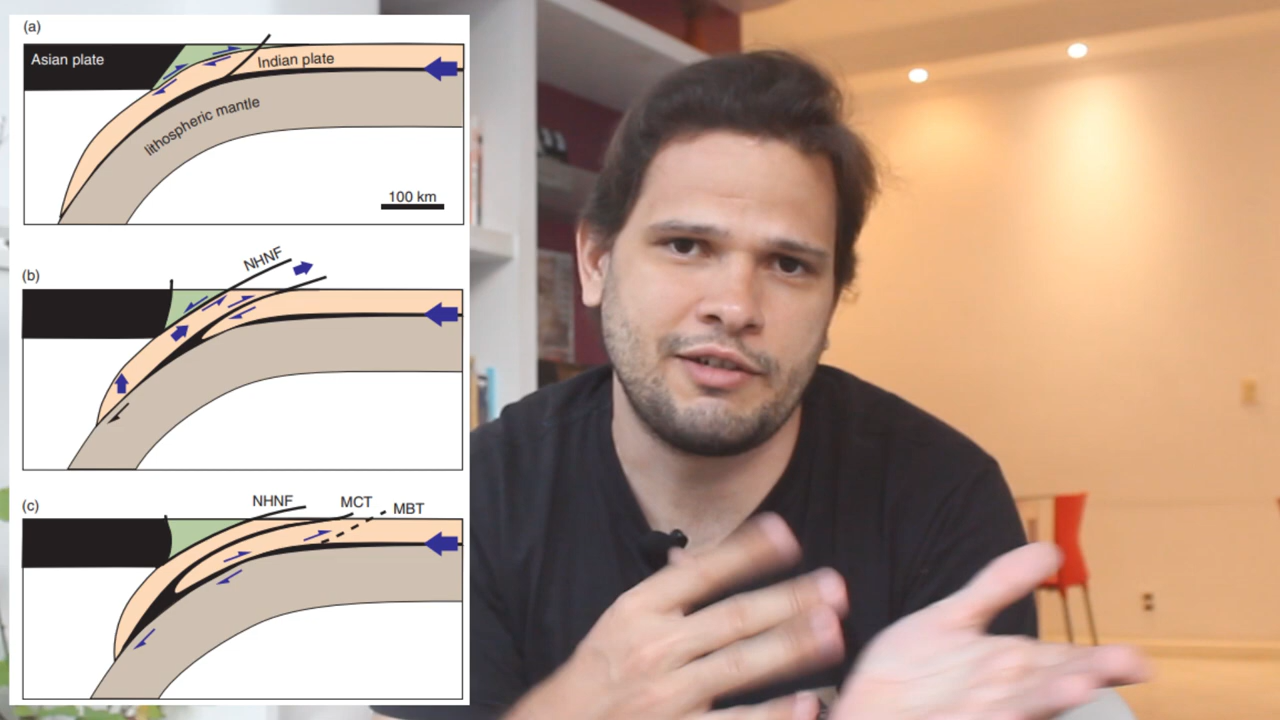 (a)
Asian plate
Indian plate
lithospheric mantle
100 km
(b)
NHNF
(c)
NHNF
MCT
MBT